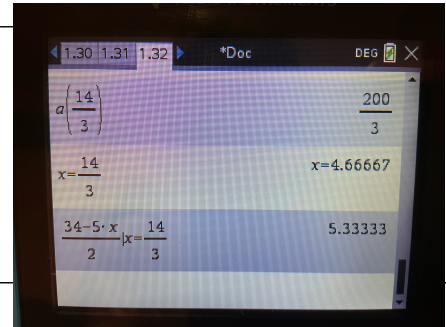 1.30 1.31 1.32 *Doc DEG
a(14/3) 200/3
x=14/3 x=4.66667
(34-5·x)/2|x=14/3 5.33333